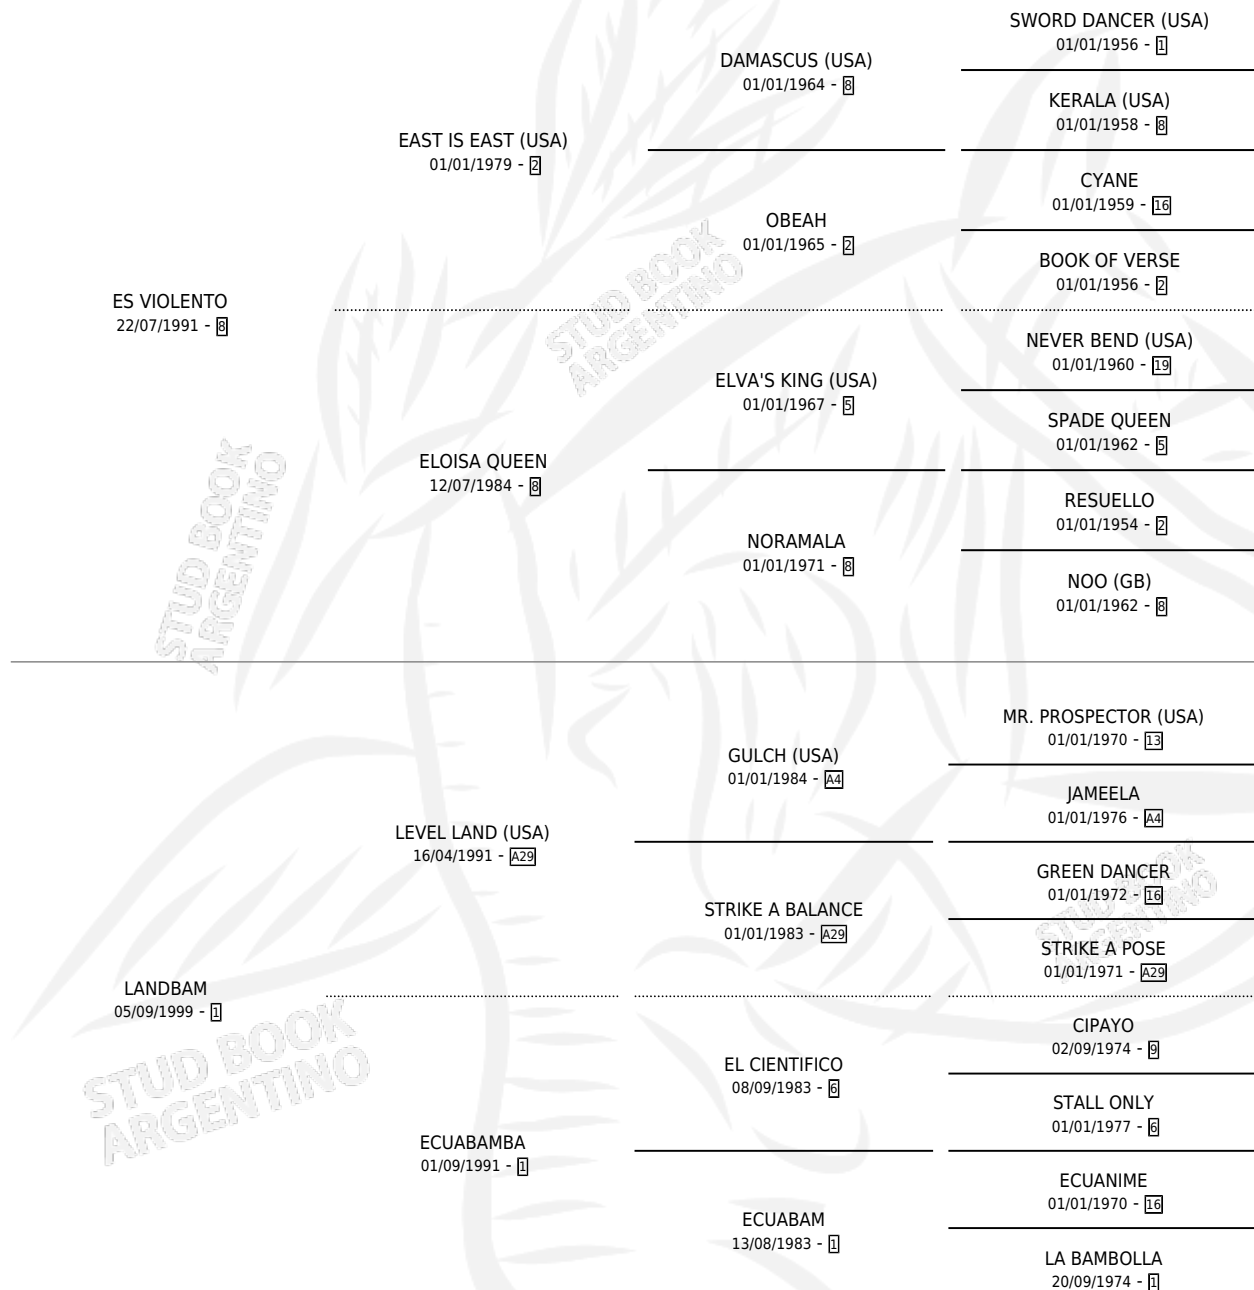 SWORD DANCER (USA)
01/01/1956 - 1
DAMASCUS (USA)
01/01/1964 - 8
KERALA (USA)
01/01/1958 - 8
EAST IS EAST (USA)
01/01/1979 - 2
CYANE
01/01/1959 - 16
OBEAH
01/01/1965 - 2
BOOK OF VERSE
01/01/1956 - 2
ES VIOLENTO
22/07/1991 - 8
STUD BOOK
ARGENTINO
NEVER BEND (USA)
01/01/1960 - 19
ELVA'S KING (USA)
01/01/1967 - 5
SPADE QUEEN
01/01/1962 - 5
ELOISA QUEEN
12/07/1984 - 8
RESUELLO
01/01/1954 - 2
NORAMALA
01/01/1971 - 8
NOO (GB)
01/01/1962 - 8
STUD BOOK
ARGENTINO
MR. PROSPECTOR (USA)
01/01/1970 - 13
GULCH (USA)
01/01/1984 - A4
JAMEELA
01/01/1976 - A4
LEVEL LAND (USA)
16/04/1991 - A29
GREEN DANCER
01/01/1972 - 16
STRIKE A BALANCE
01/01/1983 - A29
STRIKE A POSE
01/01/1971 - A29
STUD BOOK
ARGENTINO
LANDBAM
05/09/1999 - 1
CIPAYO
02/09/1974 - 9
EL CIENTIFICO
08/09/1983 - 6
STALL ONLY
01/01/1977 - 6
STUD BOOK
ARGENTINO
ECUABAMBA
01/09/1991 - 1
ECUANIME
01/01/1970 - 16
ECUABAM
13/08/1983 - 1
LA BAMBOLLA
20/09/1974 - 1